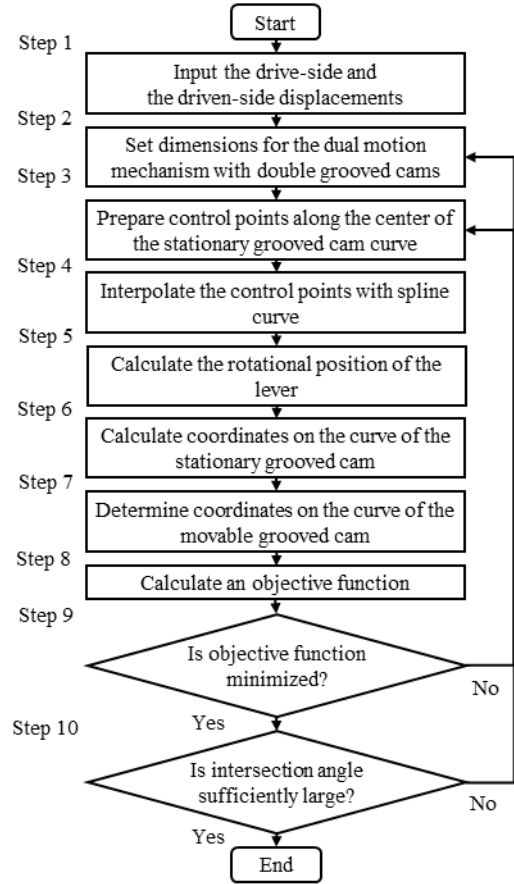 Start
Step 1
Input the drive-side and
the driven-side displacements
Step 2
Set dimensions for the dual motion
mechanism with double grooved cams
Step 3
Prepare control points along the center of
the stationary grooved cam curve
Step 4
Interpolate the control points with spline
curve
Step 5
Calculate the rotational position of the
lever
Step 6
Calculate coordinates on the curve of the
stationary grooved cam
Step 7
Determine coordinates on the curve of the
movable grooved cam
Step 8
Calculate an objective function
Step 9
Is objective function
minimized?
No
Yes
Step 10
Is intersection angle
sufficiently large?
No
Yes
End